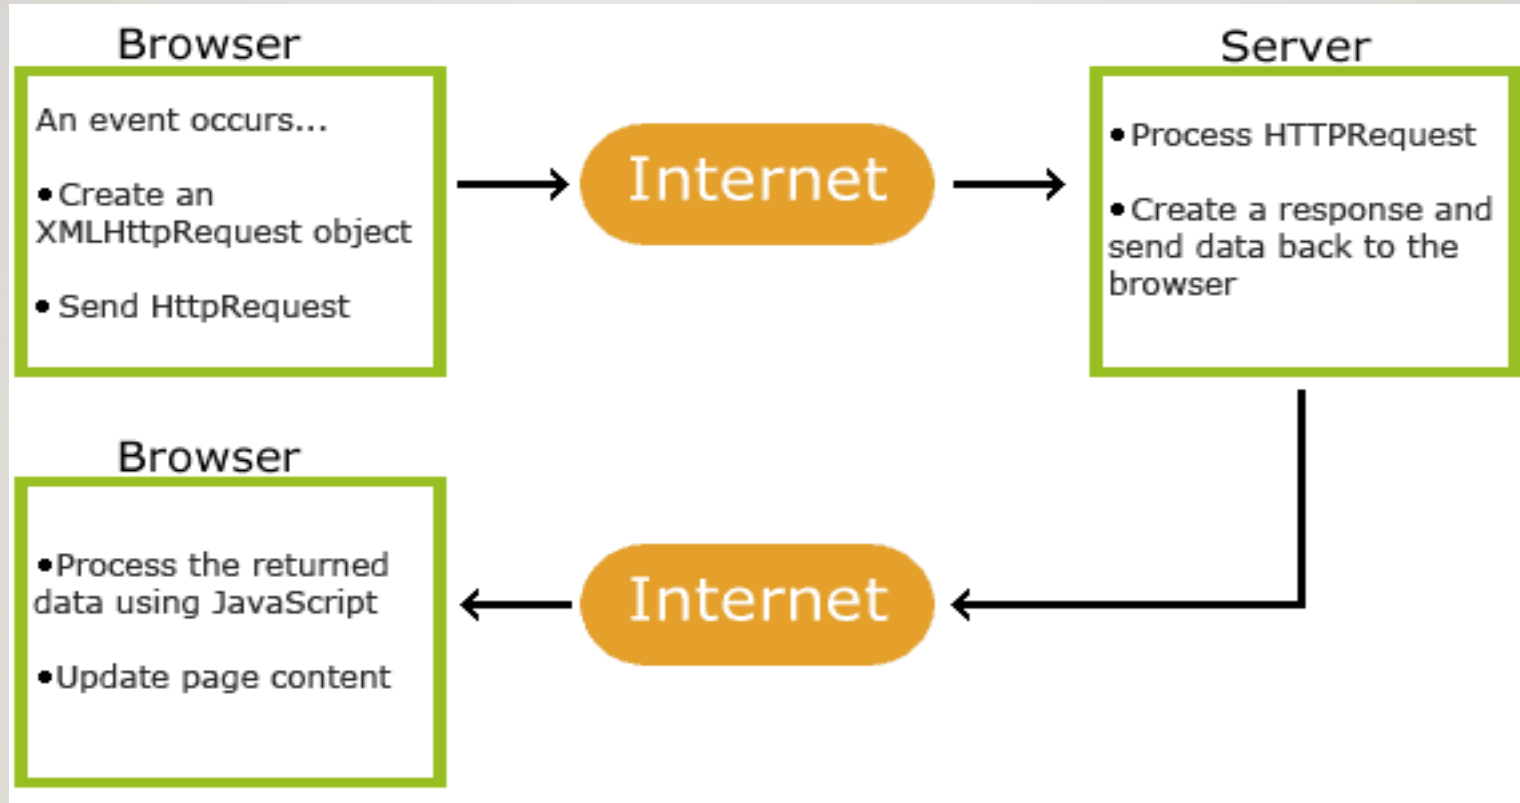 Browser
An event occurs...
•Create an
XMLHttpRequest object
• Send HttpRequest
Internet
Server
•Process HTTPRequest
•Create a response and
send data back to the
browser
Browser
•Process the returned
data using JavaScript
•Update page content
Internet